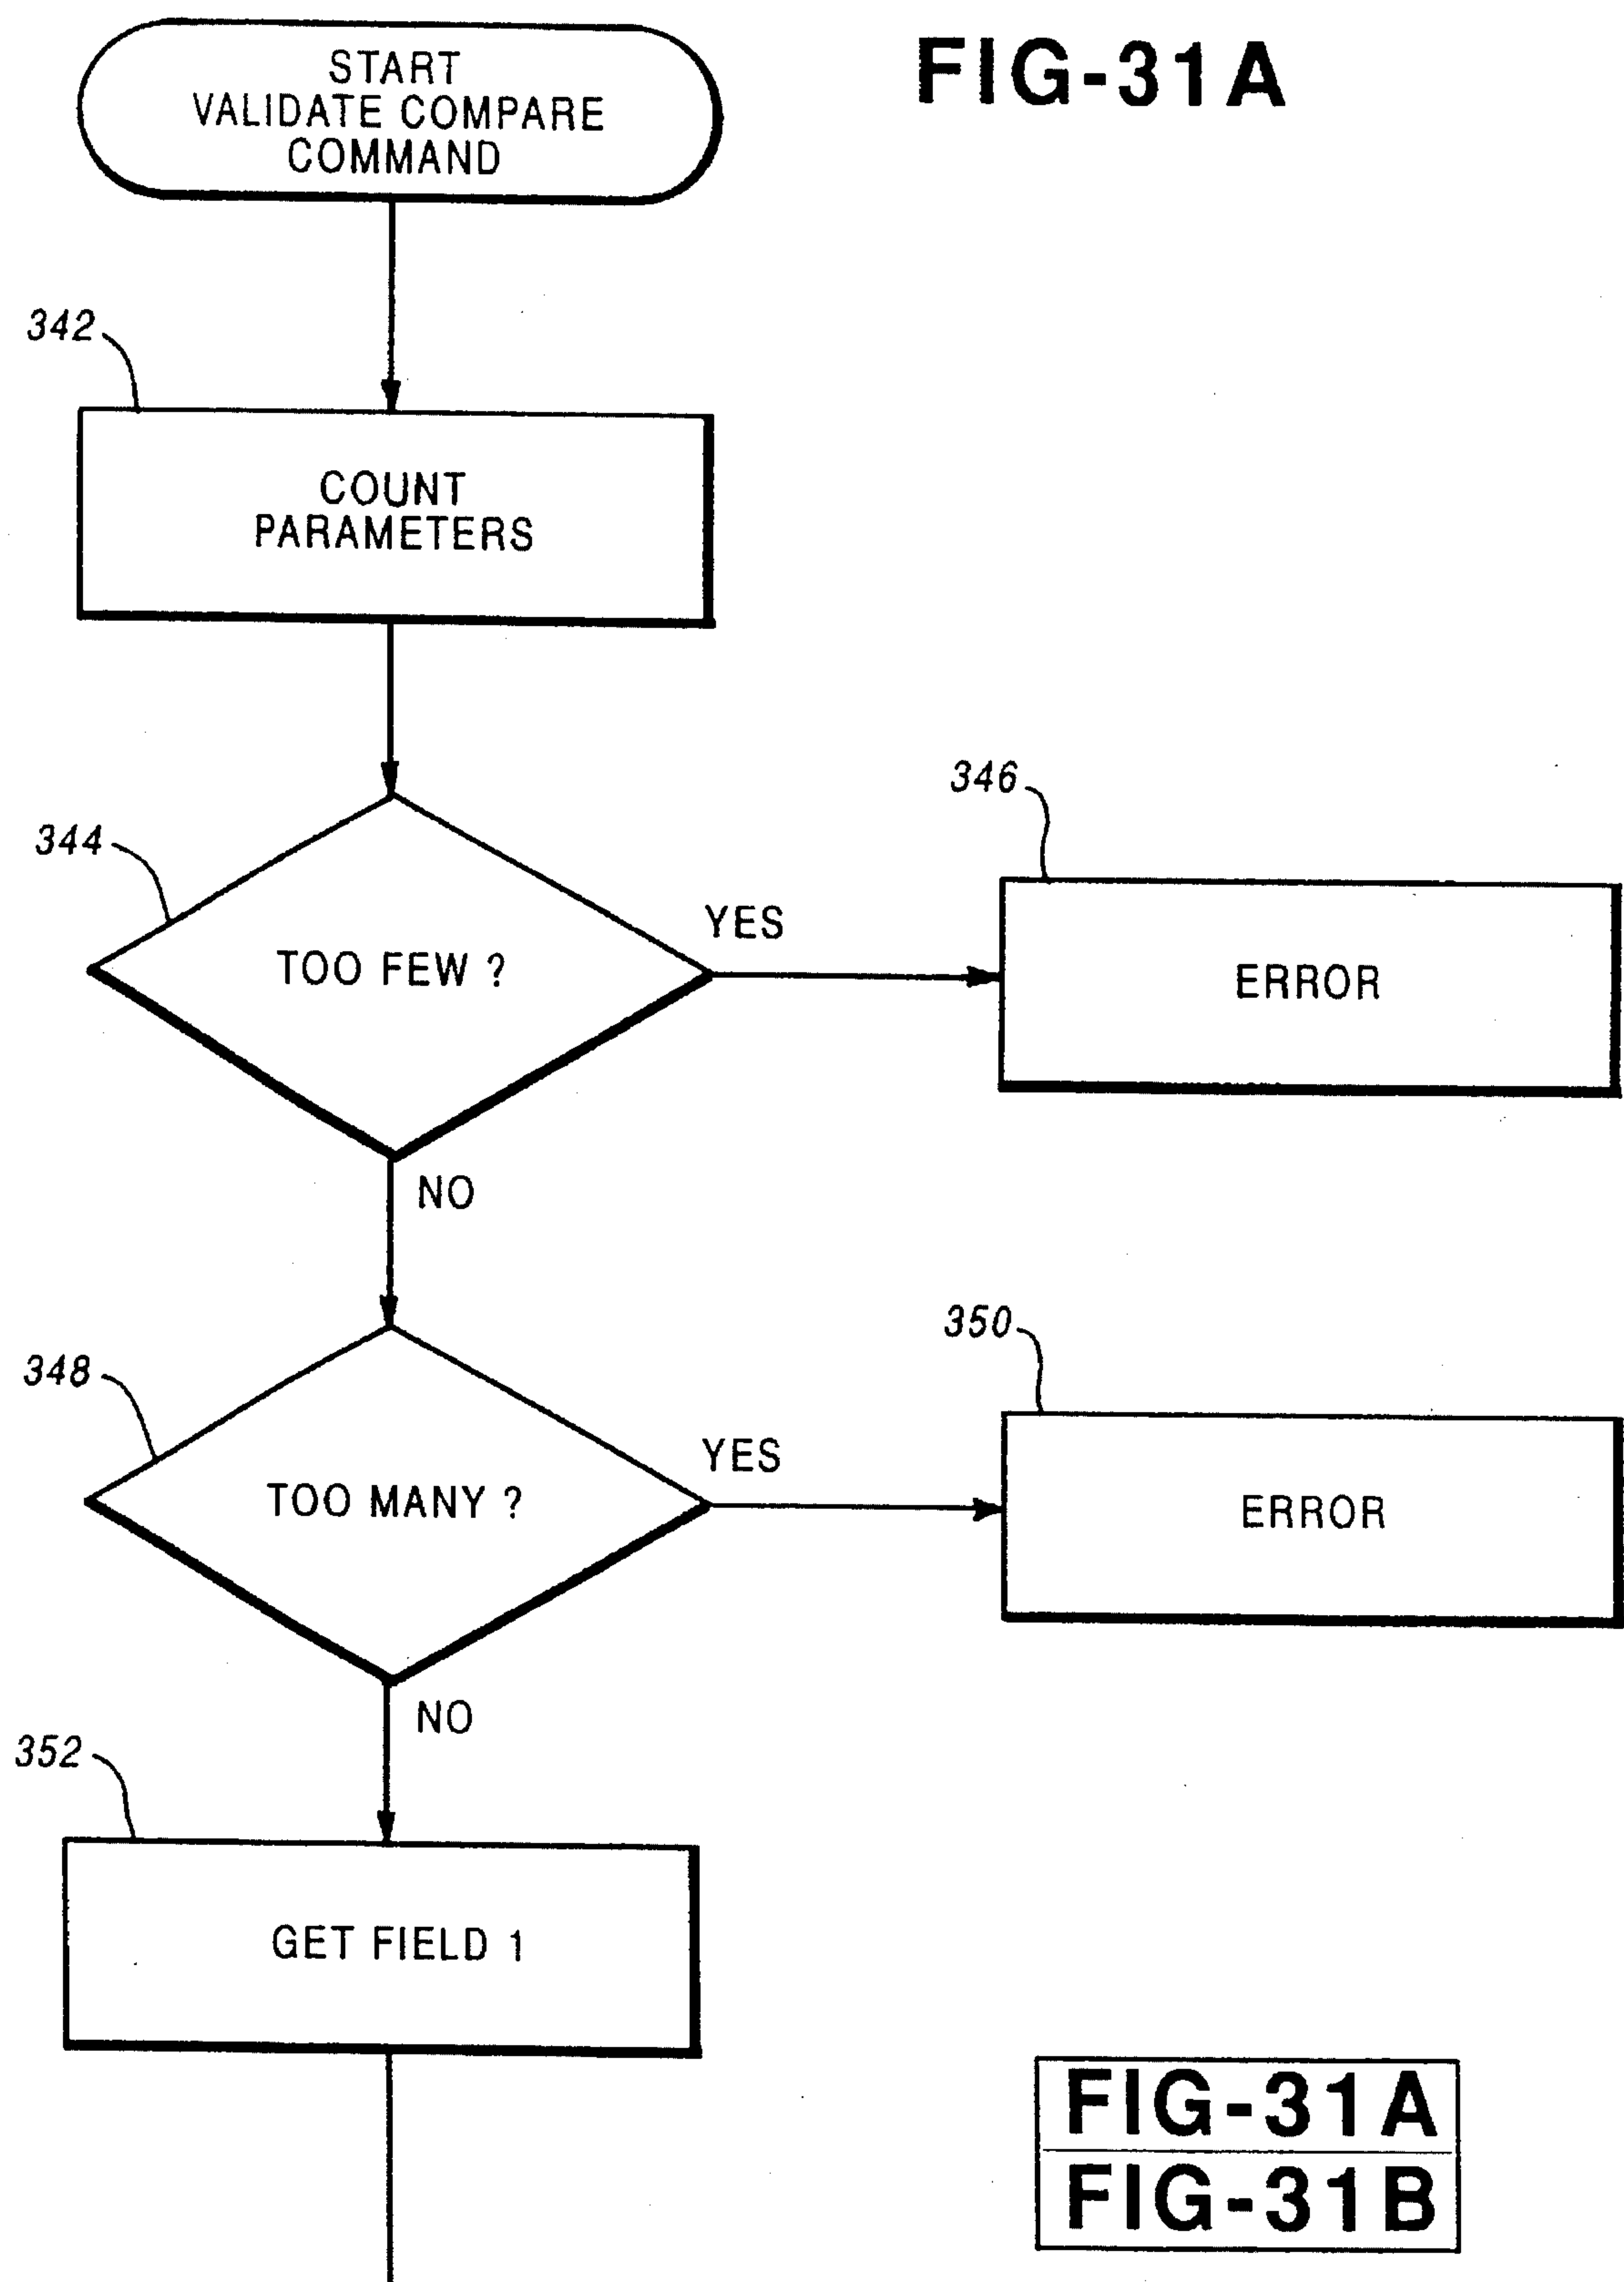 FIG-31A
START
VALIDATE COMPARE
COMMAND
342
COUNT
PARAMETERS
344
TOO FEW ?
YES
346
ERROR
NO
348
TOO MANY ?
YES
350
ERROR
NO
352
GET FIELD 1
FIG-31A
FIG-31B